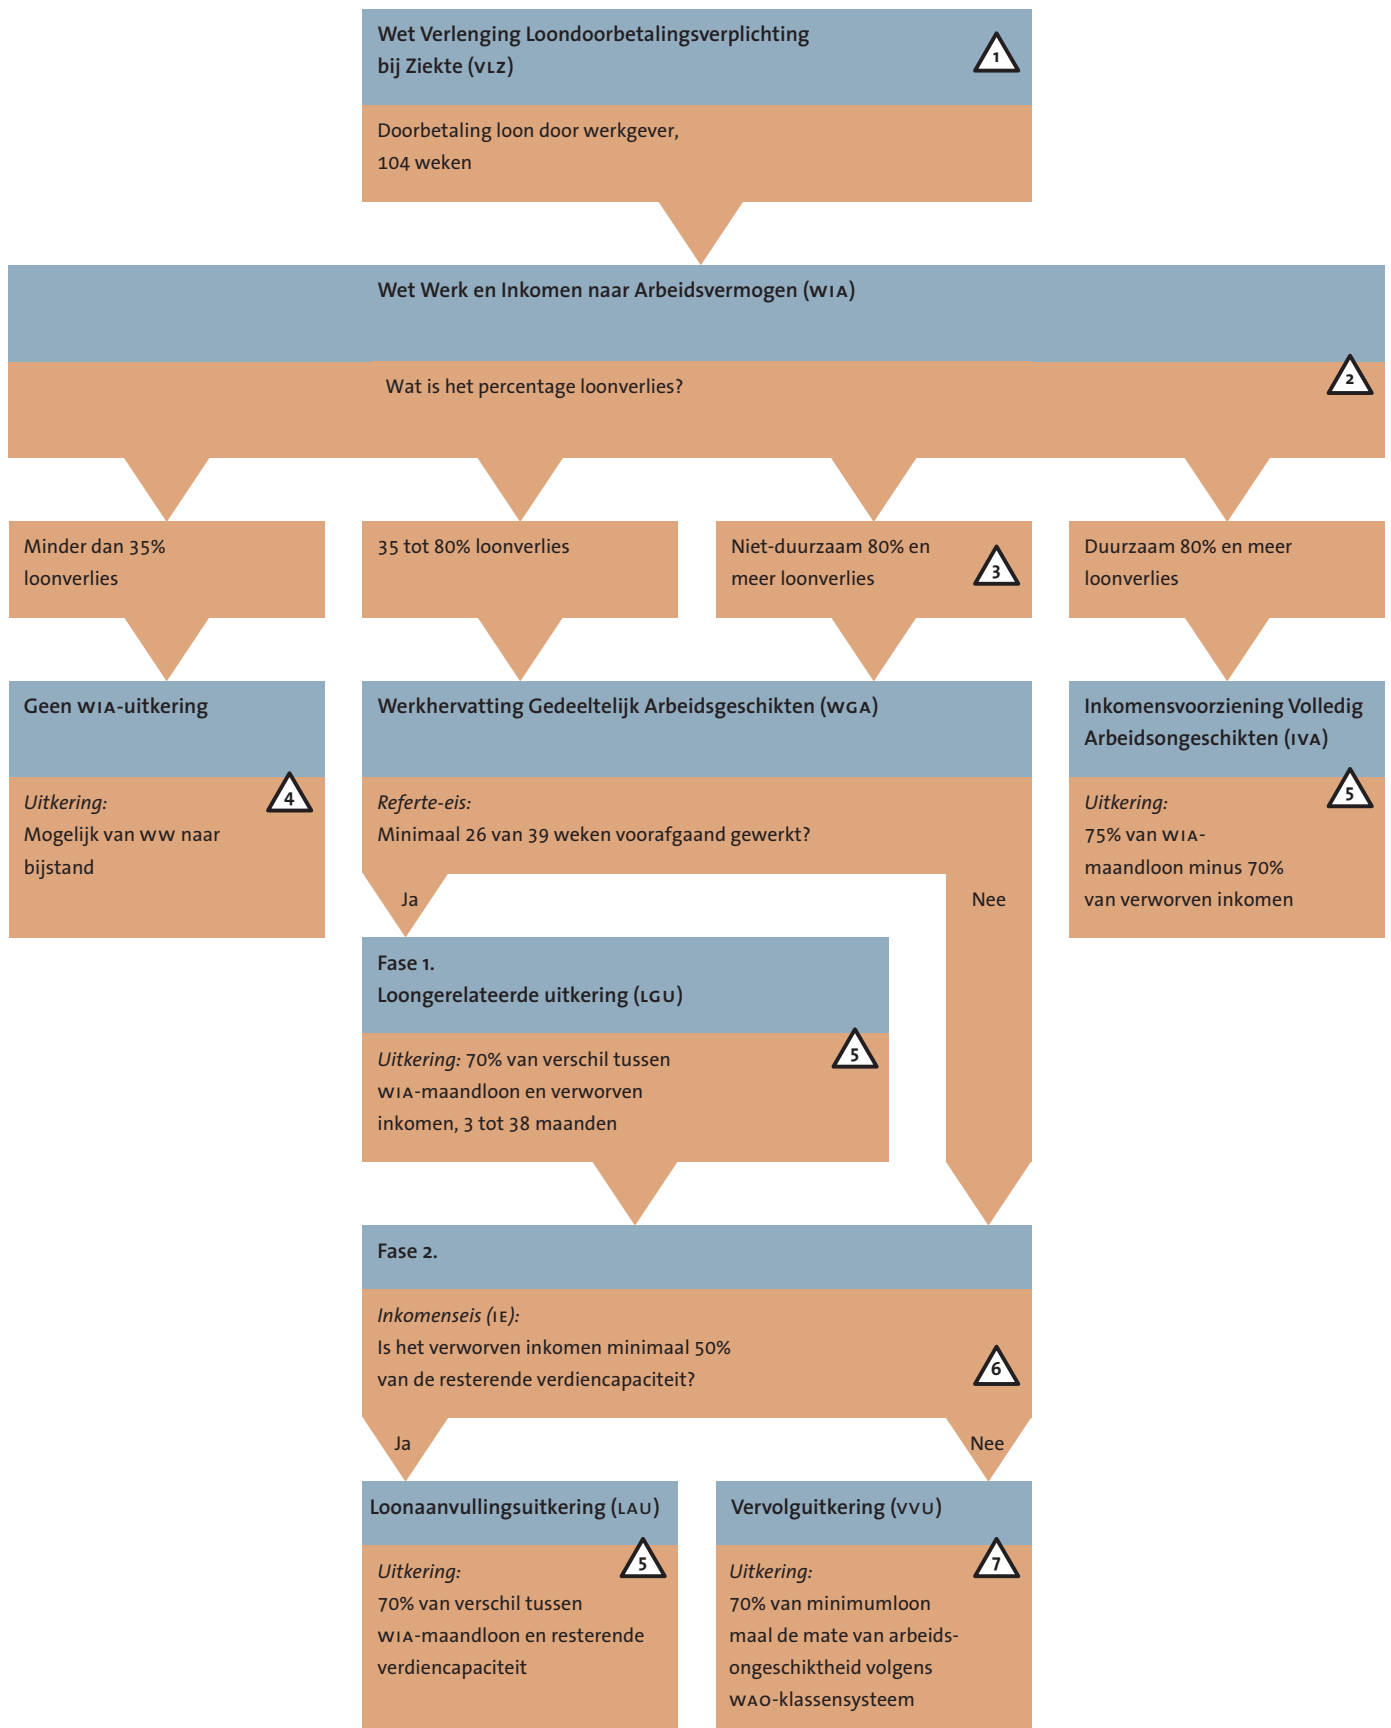 Wet Verlenging Loondoorbetalingsverplichting
bij Ziekte (VLZ)
1
Doorbetaling loon door werkgever,
104 weken
Wet Werk en Inkomen naar Arbeidsvermogen (WIA)
Wat is het percentage loonverlies?
2
Minder dan 35%
loonverlies
35 tot 80% loonverlies
Niet-duurzaam 80% en
meer loonverlies
3
Duurzaam 80% en meer
loonverlies
Geen WIA-uitkering
4
Uitkering:
Mogelijk van WW naar
bijstand
Werkhervatting Gedeeltelijk Arbeidsgeschikten (WGA)
Referte-eis:
Minimaal 26 van 39 weken voorafgaand gewerkt?
Inkomensvoorziening Volledig
Arbeidsongeschikten (IVA)
5
Uitkering:
75% van WIA-
maandloon minus 70%
van verworven inkomen
Ja
Nee
Fase 1.
Loongerelateerde uitkering (LGU)
5
Uitkering: 70% van verschil tussen
WIA-maandloon en verworven
inkomen, 3 tot 38 maanden
Fase 2.
Inkomenseis (IE):
Is het verworven inkomen minimaal 50%
van de resterende verdiencapaciteit?
6
Ja
Nee
Loonaanvullingsuitkering (LAU)
5
Uitkering:
70% van verschil tussen
WIA-maandloon en resterende
verdiencapaciteit
Vervolguitkering (VVU)
7
Uitkering:
70% van minimumloon
maal de mate van arbeids-
ongeschiktheid volgens
WAO-klassensysteem